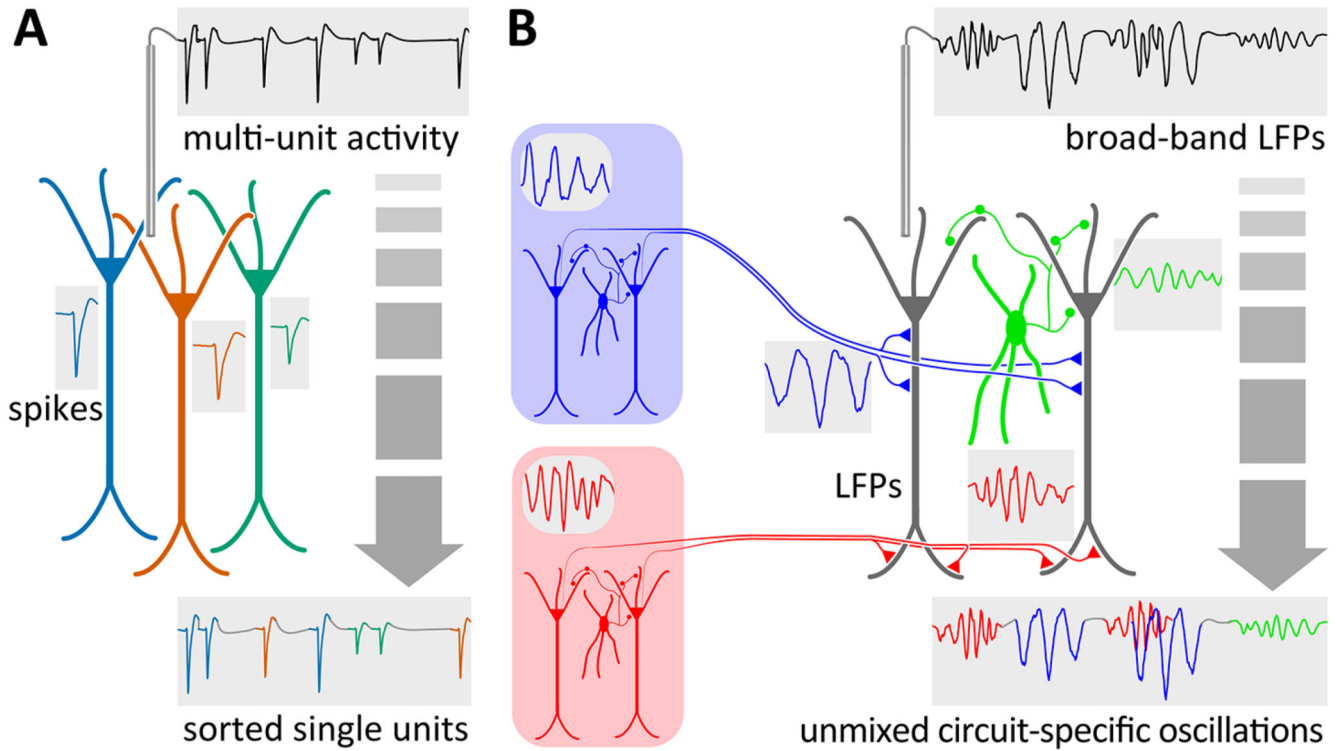 A
B
multi-unit activity
broad-band LFPs
spikes
LFPs
sorted single units
unmixed circuit-specific oscillations